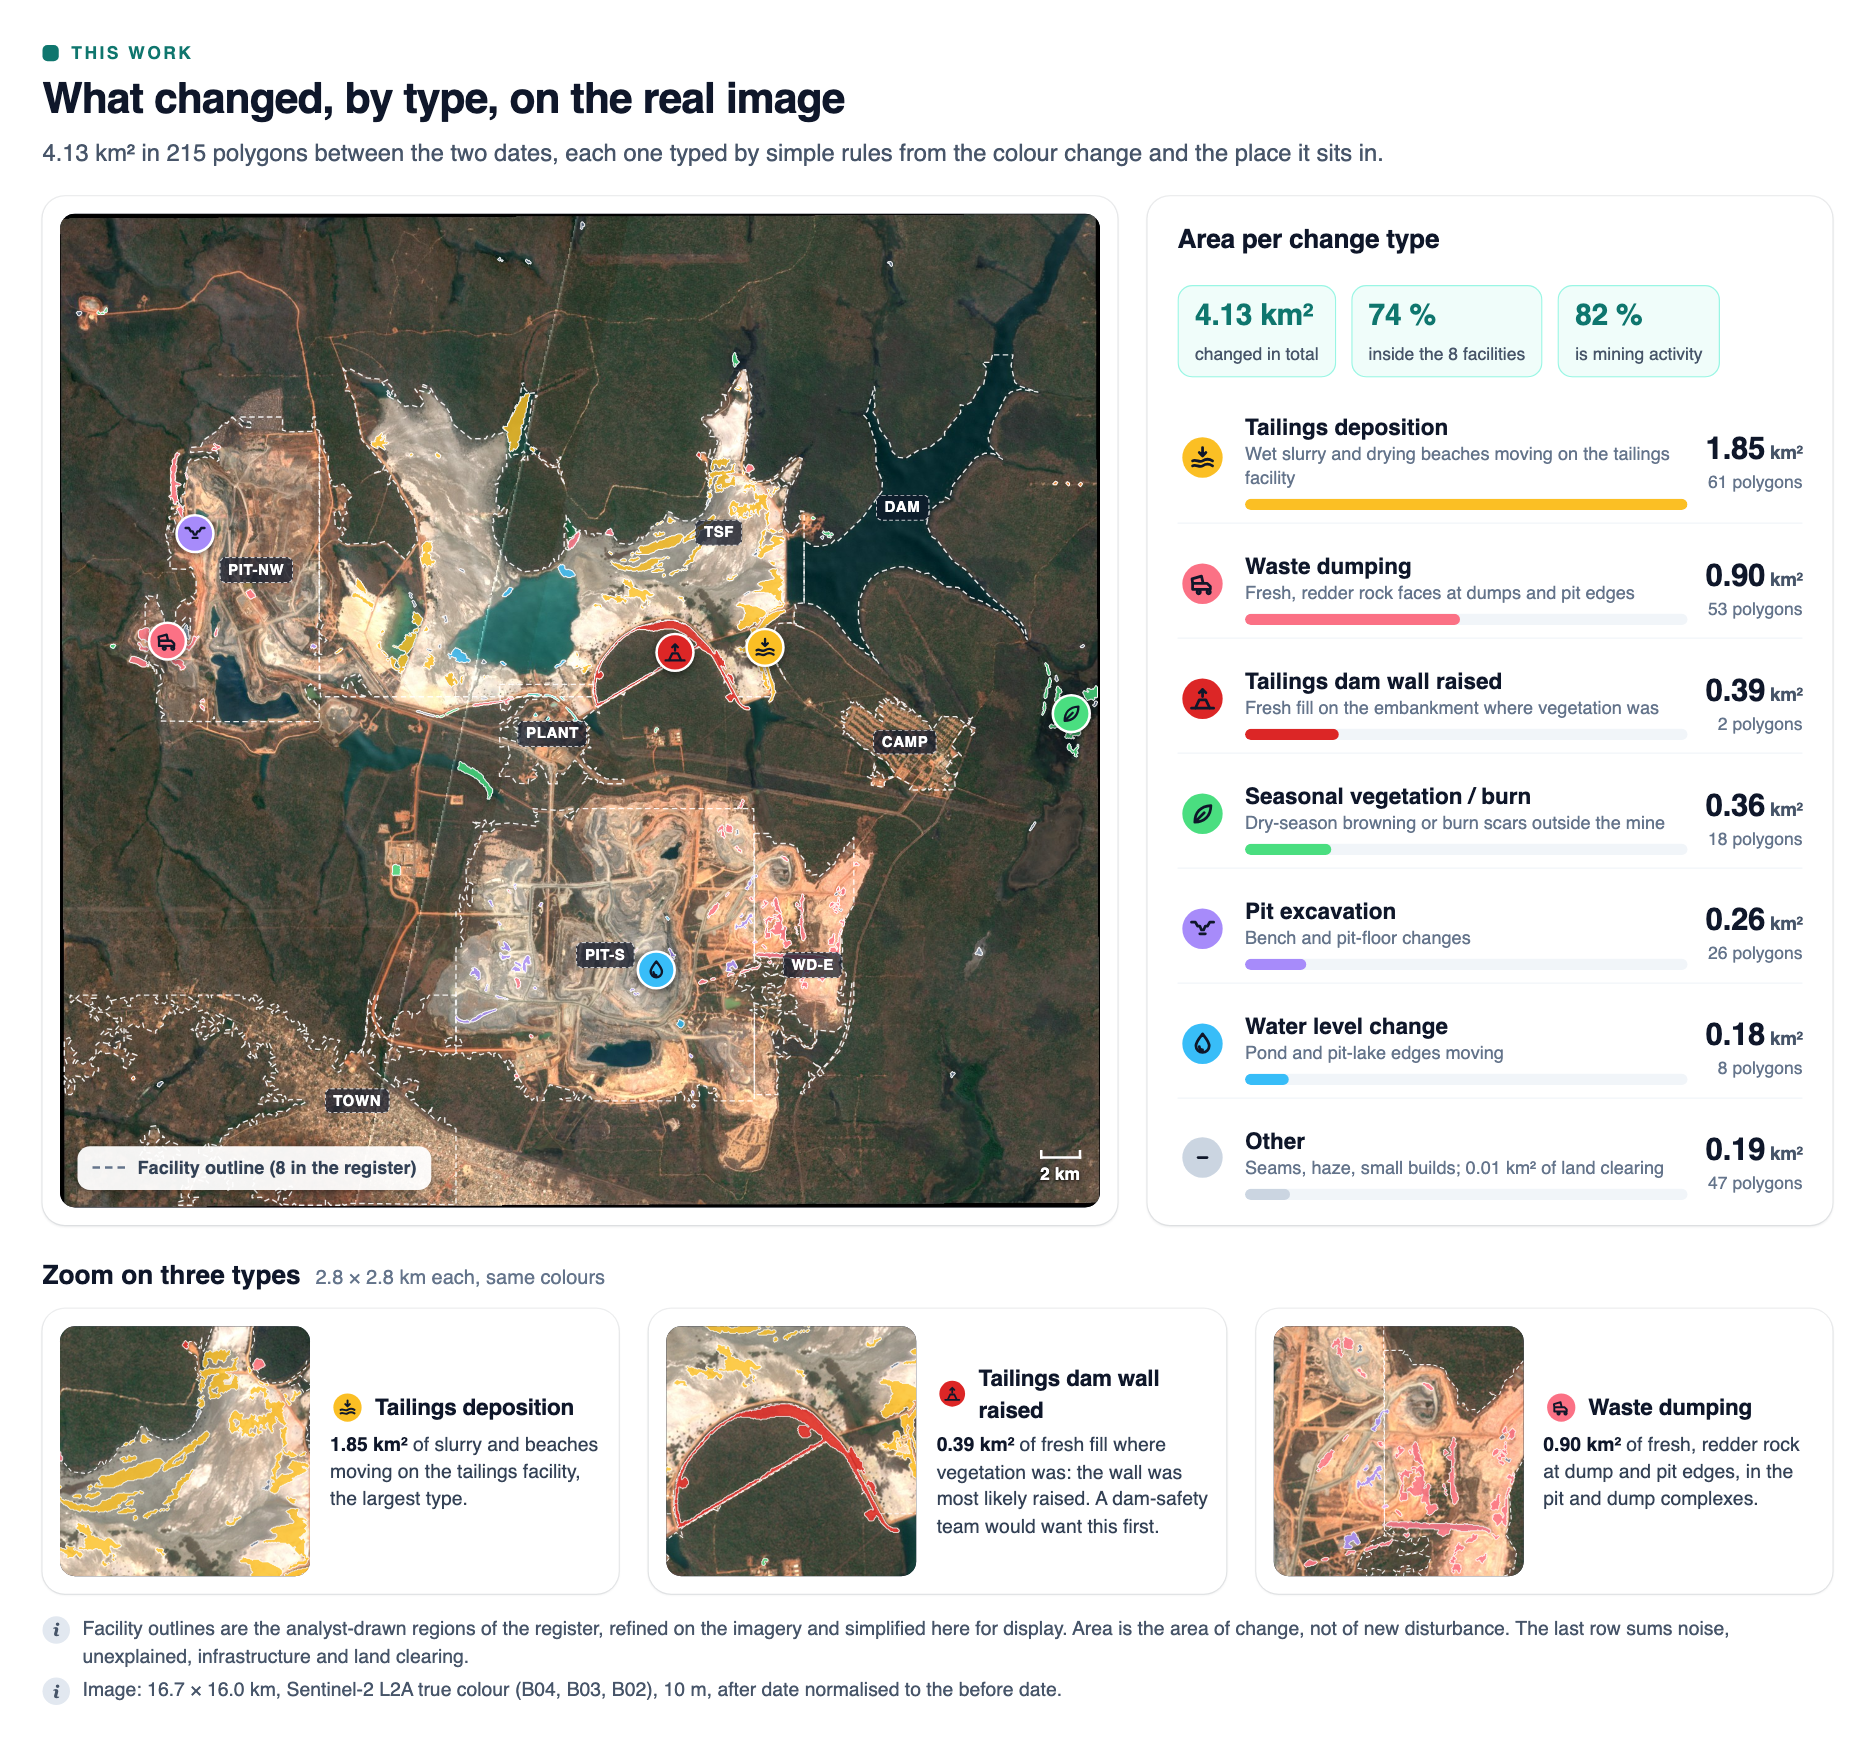 THIS WORK
What changed, by type, on the real image
4.13 km² in 215 polygons between the two dates, each one typed by simple rules from the colour change and the place it sits in.
PIT-NW
TSF
DAM
PLANT
CAMP
PIT-S
WD-E
TOWN
Facility outline (8 in the register)
2 km
Area per change type
4.13 km²
changed in total
74 %
inside the 8 facilities
82 %
is mining activity
Tailings deposition
Wet slurry and drying beaches moving on the tailings
facility
1.85 km²
61 polygons
Waste dumping
Fresh, redder rock faces at dumps and pit edges
0.90 km²
53 polygons
Tailings dam wall raised
Fresh fill on the embankment where vegetation was
0.39 km²
2 polygons
Seasonal vegetation / burn
Dry-season browning or burn scars outside the mine
0.36 km²
18 polygons
Pit excavation
Bench and pit-floor changes
0.26 km²
26 polygons
Water level change
Pond and pit-lake edges moving
0.18 km²
8 polygons
Other
Seams, haze, small builds; 0.01 km² of land clearing
0.19 km²
47 polygons
Zoom on three types 2.8 × 2.8 km each, same colours
Tailings deposition
1.85 km² of slurry and beaches
moving on the tailings facility,
the largest type.
Tailings dam wall
raised
0.39 km² of fresh fill where
vegetation was: the wall was
most likely raised. A dam-safety
team would want this first.
Waste dumping
0.90 km² of fresh, redder rock
at dump and pit edges, in the
pit and dump complexes.
i Facility outlines are the analyst-drawn regions of the register, refined on the imagery and simplified here for display. Area is the area of change, not of new disturbance. The last row sums noise,
unexplained, infrastructure and land clearing.
i Image: 16.7 × 16.0 km, Sentinel-2 L2A true colour (B04, B03, B02), 10 m, after date normalised to the before date.